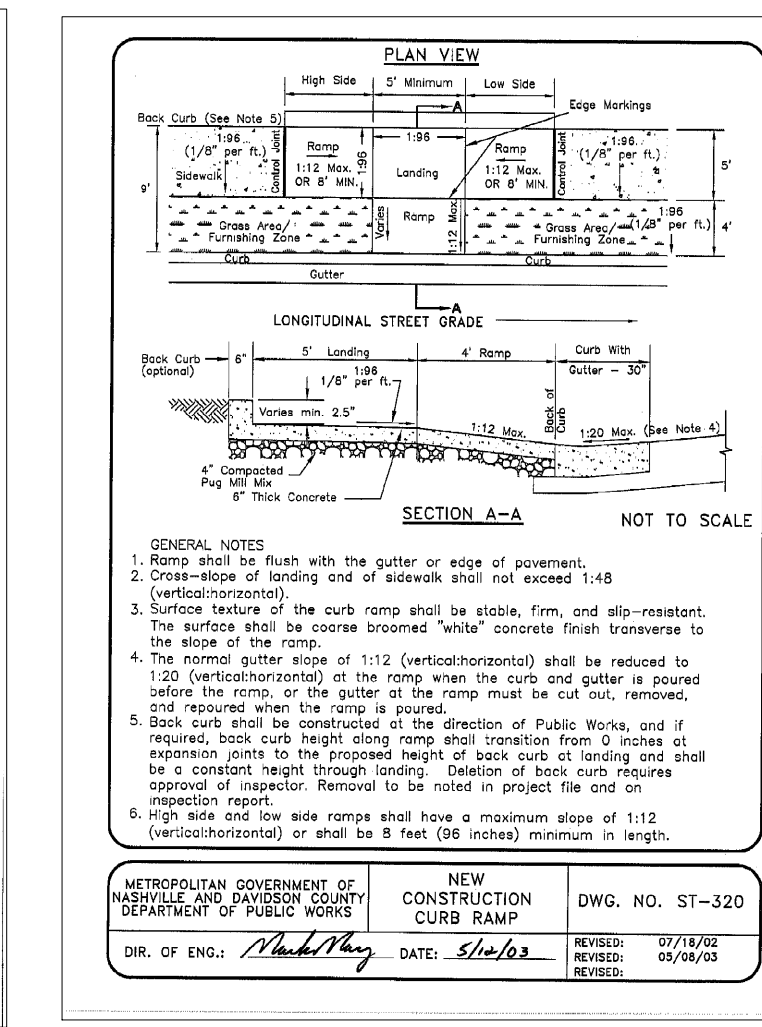 PLAN VIEW
High Side
5' Minimum
Low Side
A
Edge Markings
Back Curb (See Note 5)
1:96
(1/8" per ft.)
Sidewalk
Control Joint
Ramp
1:12 Max.
OR 8' MIN.
1:96
1:96
Landing
Ramp
1:12 Max.
OR 8' MIN.
Control Joint
1:96
(1/8" per ft.)
5'
9'
Grass Area/
Furnishing Zone
Varies
Ramp
1:12 Max.
Grass Area/
Furnishing Zone
1:96
(1/8" per ft.)
4'
Curb
Curb
Gutter
A
LONGITUDINAL STREET GRADE
Back Curb
(optional)
6"
5' Landing
4' Ramp
Curb With
Gutter - 30"
1:96
1/8" per ft.
Varies min. 2.5"
1:12 Max.
Back of
Curb
1:20 Max. (See Note 4)
4" Compacted
Pug Mill Mix
6" Thick Concrete
SECTION A-A
NOT TO SCALE
GENERAL NOTES
1. Ramp shall be flush with the gutter or edge of pavement.
2. Cross-slope of landing and of sidewalk shall not exceed 1:48
(vertical:horizontal).
3. Surface texture of the curb ramp shall be stable, firm, and slip-resistant.
The surface shall be coarse broomed "white" concrete finish transverse to
the slope of the ramp.
4. The normal gutter slope of 1:12 (vertical:horizontal) shall be reduced to
1:20 (vertical:horizontal) at the ramp when the curb and gutter is poured
before the ramp, or the gutter at the ramp must be cut out, removed,
and repoured when the ramp is poured.
5. Back curb shall be constructed at the direction of Public Works, and if
required, back curb height along ramp shall transition from 0 inches at
expansion joints to the proposed height of back curb at landing and shall
be a constant height through landing. Deletion of back curb requires
approval of inspector. Removal to be noted in project file and on
inspection report.
6. High side and low side ramps shall have a maximum slope of 1:12
(vertical:horizontal) or shall be 8 feet (96 inches) minimum in length.
METROPOLITAN GOVERNMENT OF
NASHVILLE AND DAVIDSON COUNTY
DEPARTMENT OF PUBLIC WORKS
NEW
CONSTRUCTION
CURB RAMP
DWG. NO. ST-320
DIR. OF ENG.:
DATE: 5/12/03
REVISED: 07/18/02
REVISED: 05/08/03
REVISED: